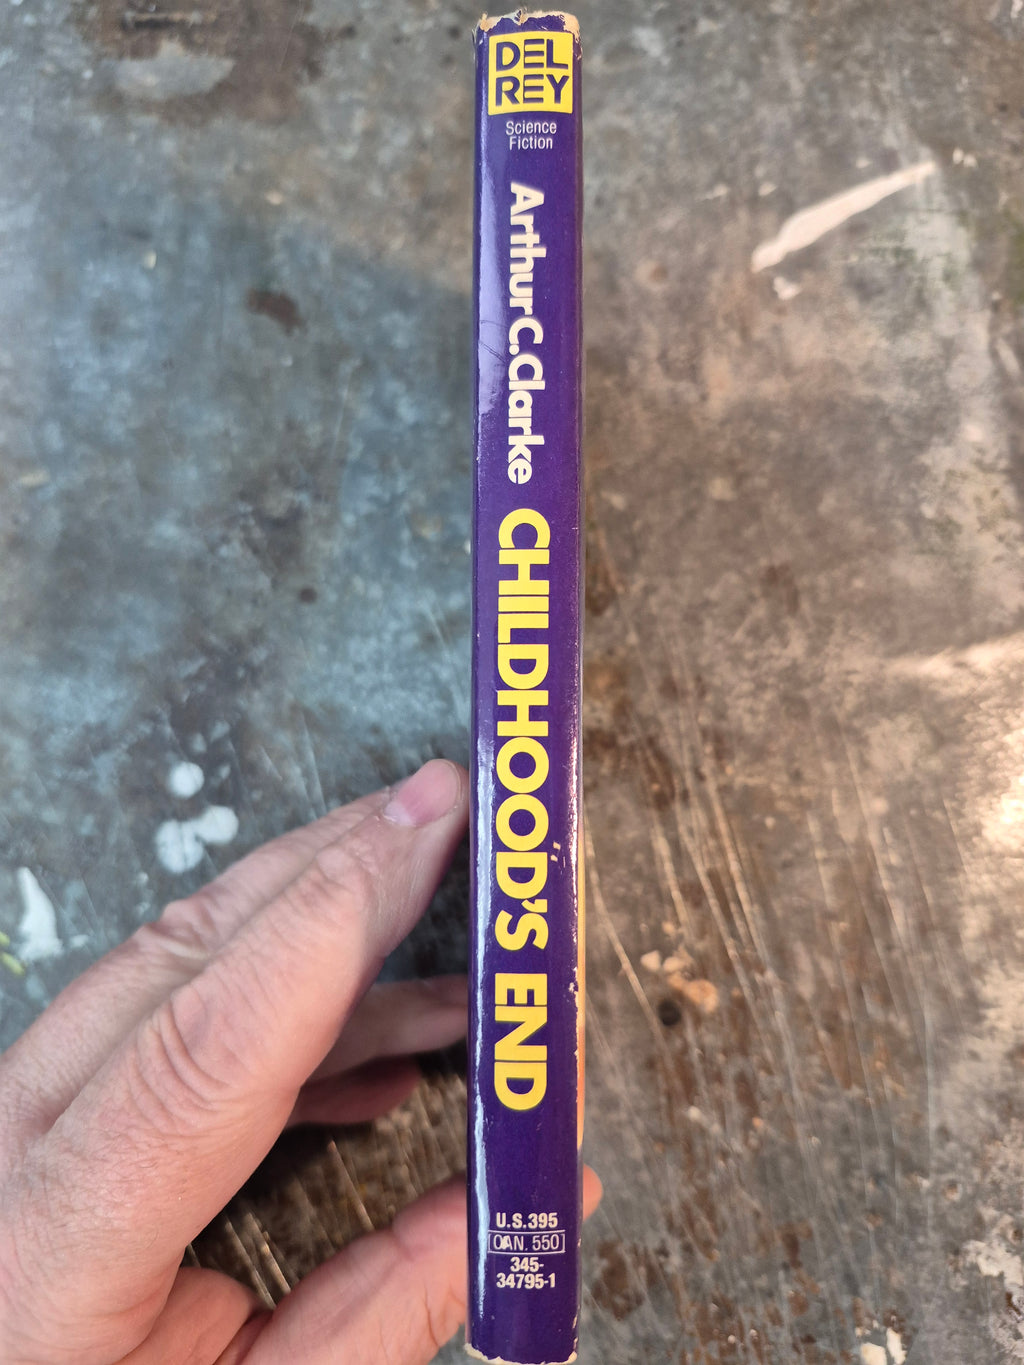 DEL
REY
Science
Fiction
Arthur C. Clarke
CHILDHOOD'S END
U.S.395
CAN. 550
345-
34795-1